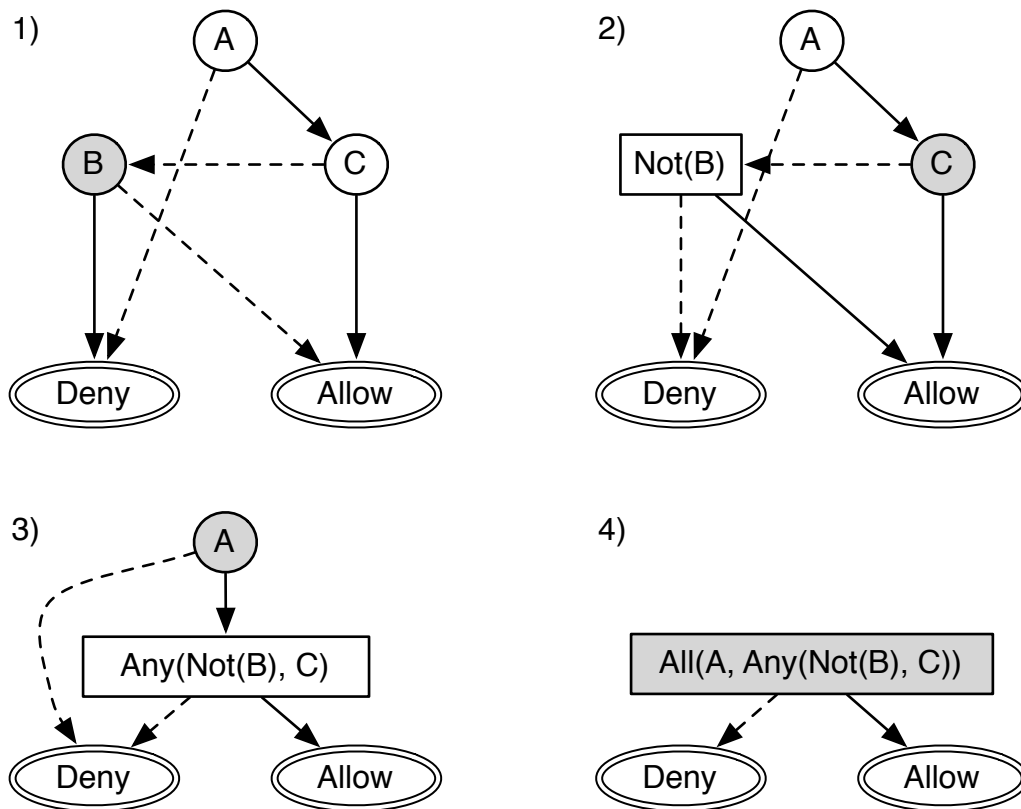 1)
A
B
C
Deny
Allow
2)
A
Not(B)
C
Deny
Allow
3)
A
Any(Not(B), C)
Deny
Allow
4)
All(A, Any(Not(B), C))
Deny
Allow